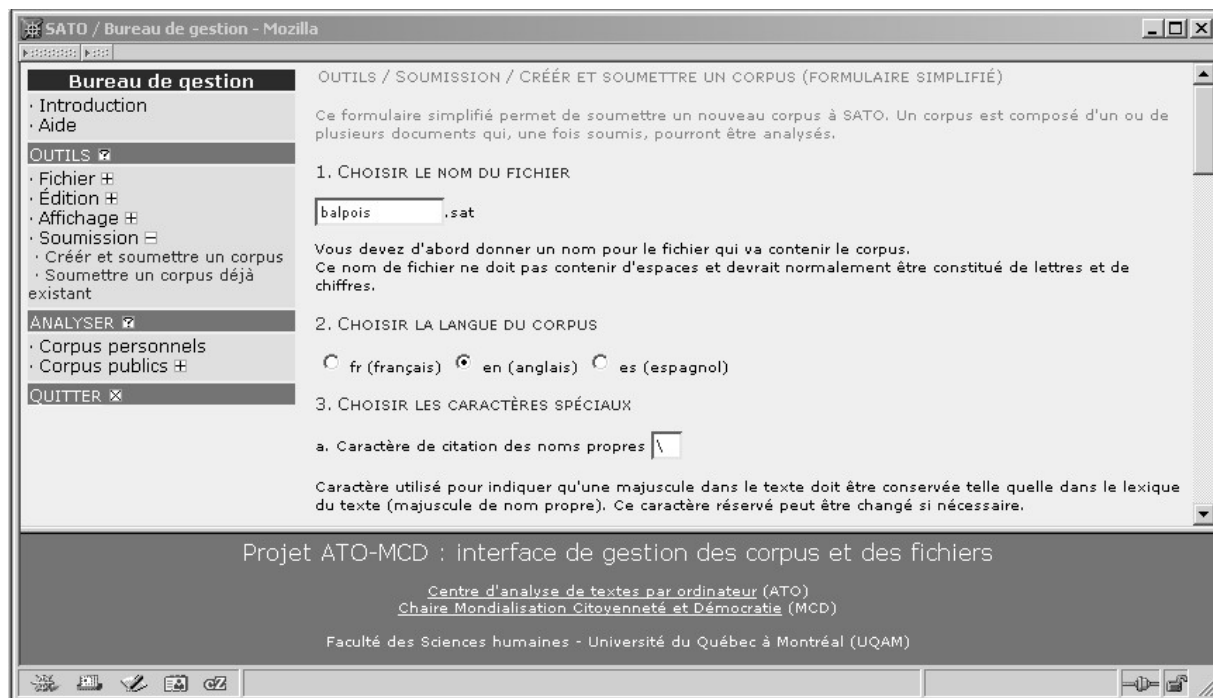 SATO / Bureau de gestion - Mozilla
Bureau de gestion
· Introduction
· Aide
OUTILS
· Fichier
· Édition
· Affichage
· Soumission
· Créér et soumettre un corpus
· Soumettre un corpus déjà
existant
ANALYSER
· Corpus personnels
· Corpus publics
QUITTER
OUTILS / SOUMISSION / CRÉÉR ET SOUMETTRE UN CORPUS (FORMULAIRE SIMPLIFIÉ)
Ce formulaire simplifié permet de soumettre un nouveau corpus à SATO. Un corpus est composé d'un ou de
plusieurs documents qui, une fois soumis, pourront être analysés.
1. CHOISIR LE NOM DU FICHIER
balpois .sat
Vous devez d'abord donner un nom pour le fichier qui va contenir le corpus.
Ce nom de fichier ne doit pas contenir d'espaces et devrait normalement être constitué de lettres et de
chiffres.
2. CHOISIR LA LANGUE DU CORPUS
fr (français) en (anglais) es (espagnol)
3. CHOISIR LES CARACTÈRES SPÉCIAUX
a. Caractère de citation des noms propres \
Caractère utilisé pour indiquer qu'une majuscule dans le texte doit être conservée telle quelle dans le lexique
du texte (majuscule de nom propre). Ce caractère réservé peut être changé si nécessaire.
Projet ATO-MCD : interface de gestion des corpus et des fichiers
Centre d'analyse de textes par ordinateur (ATO)
Chaire Mondialisation Citoyenneté et Démocratie (MCD)
Faculté des Sciences humaines - Université du Québec à Montréal (UQAM)